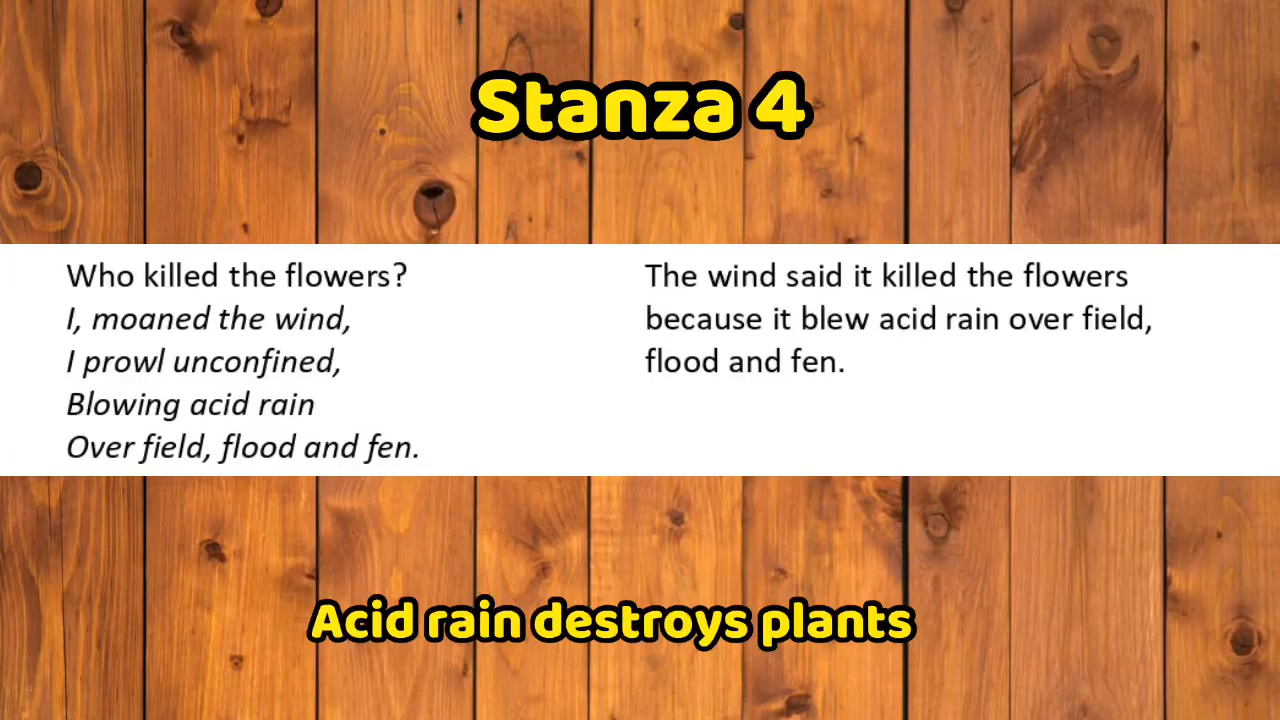 Stanza 4
Who killed the flowers?
I, moaned the wind,
I prowl unconfined,
Blowing acid rain
Over field, flood and fen.
The wind said it killed the flowers
because it blew acid rain over field,
flood and fen.
Acid rain destroys plants